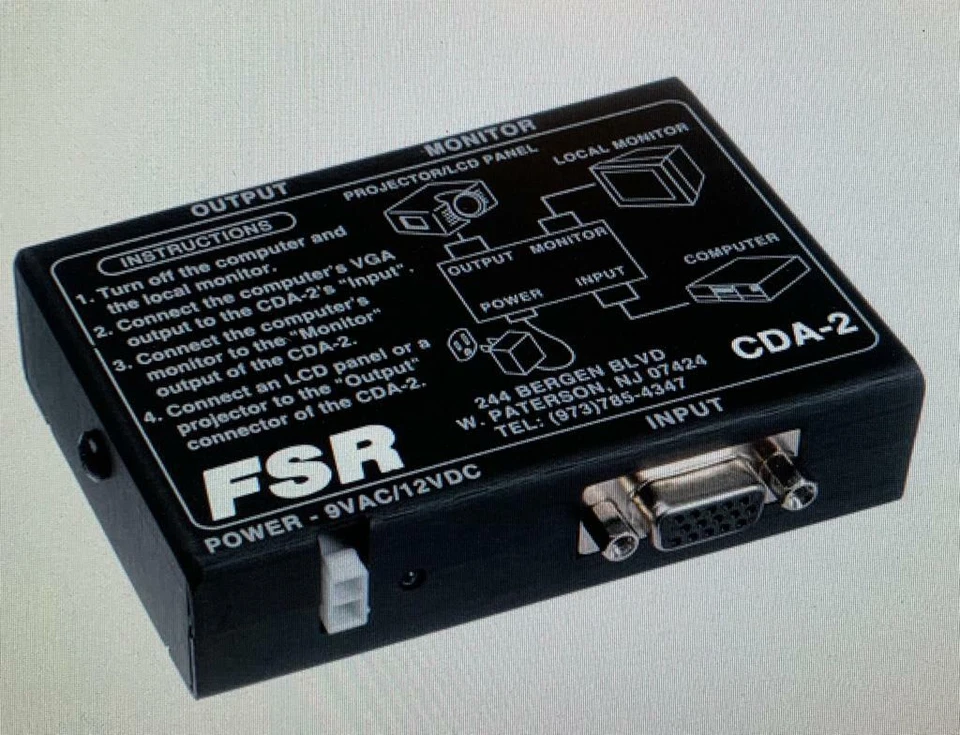 OUTPUT
MONITOR
INSTRUCTIONS
1. Turn off the computer and
the local monitor.
2. Connect the computer's VGA
output to the CDA-2's "Input".
3. Connect the computer's
monitor to the "Monitor"
output of the CDA-2.
4. Connect an LCD panel or a
projector to the "Output"
connector of the CDA-2.
PROJECTOR/LCD PANEL
LOCAL MONITOR
OUTPUT MONITOR
POWER INPUT
COMPUTER
CDA-2
244 BERGEN BLVD
W. PATERSON, NJ 07424
TEL: (973)785-4347
FSR
POWER - 9VAC/12VDC
INPUT